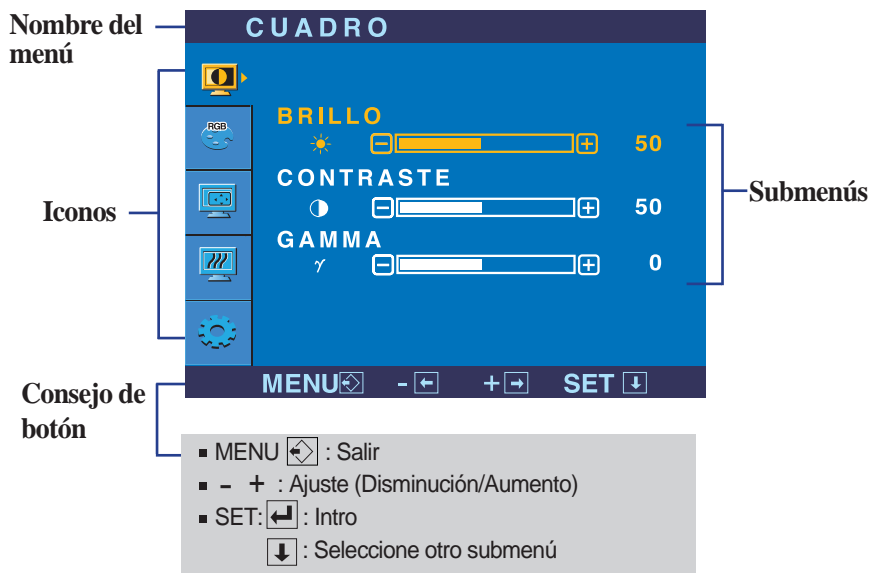 Nombre del
menú
CUADRO
RGB
BRILLO
50
CONTRASTE
50
GAMMA
γ
0
Iconos
Submenús
MENU - + SET
Consejo de
botón
MENU : Salir
- + : Ajuste (Disminución/Aumento)
SET: : Intro
: Seleccione otro submenú